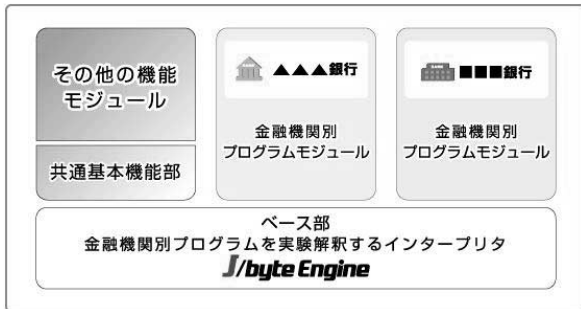 その他の機能
モジュール
共通基本機能部
▲▲▲銀行
金融機関別
プログラムモジュール
■■■銀行
金融機関別
プログラムモジュール
ベース部
金融機関別プログラムを実験解釈するインタープリタ
J/byte Engine